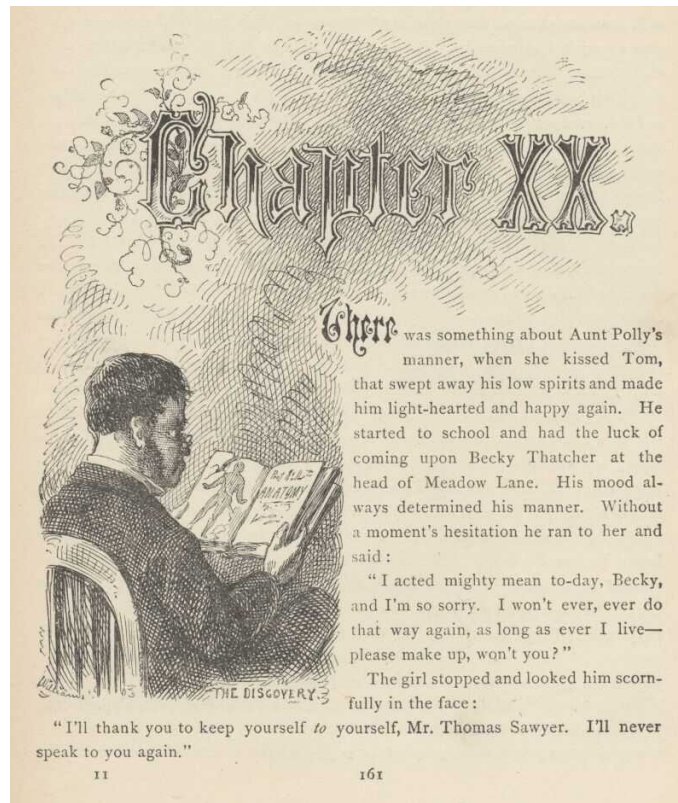 Chapter XX.
There was something about Aunt Polly's
manner, when she kissed Tom,
that swept away his low spirits and made
him light-hearted and happy again. He
started to school and had the luck of
coming upon Becky Thatcher at the
head of Meadow Lane. His mood al-
ways determined his manner. Without
a moment's hesitation he ran to her and
said:
"I acted mighty mean to-day, Becky,
and I'm so sorry. I won't ever, ever do
that way again, as long as ever I live—
please make up, won't you?"
The girl stopped and looked him scorn-
fully in the face:
ANATOMY
THE DISCOVERY.
"I'll thank you to keep yourself to yourself, Mr. Thomas Sawyer. I'll never
speak to you again."
11 161